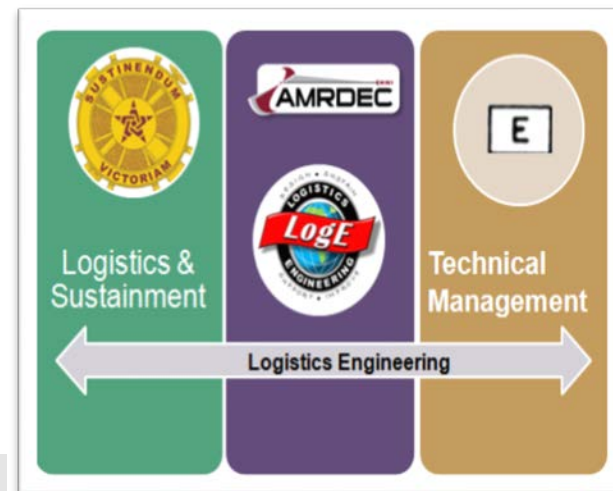 SUSTINENDUM
VICTORIAM
Logistics &
Sustainment
AMRDEC
LOGISTICS
LogE
ENGINEERING
E
Technical
Management
Logistics Engineering